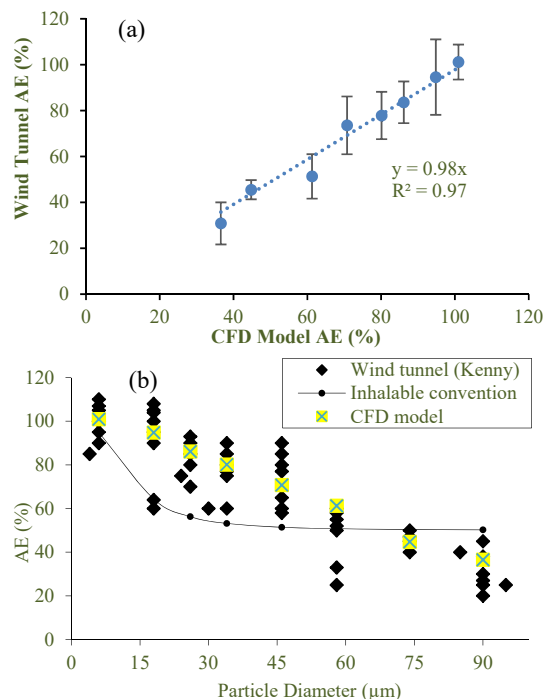 (a)
Wind Tunnel AE (%)
120
100
80
60
40
20
0
y = 0.98x
R² = 0.97
0 20 40 60 80 100 120
CFD Model AE (%)
(b)
Wind tunnel (Kenny)
Inhalable convention
CFD model
AE (%)
120
100
80
60
40
20
0
0 15 30 45 60 75 90
Particle Diameter (µm)